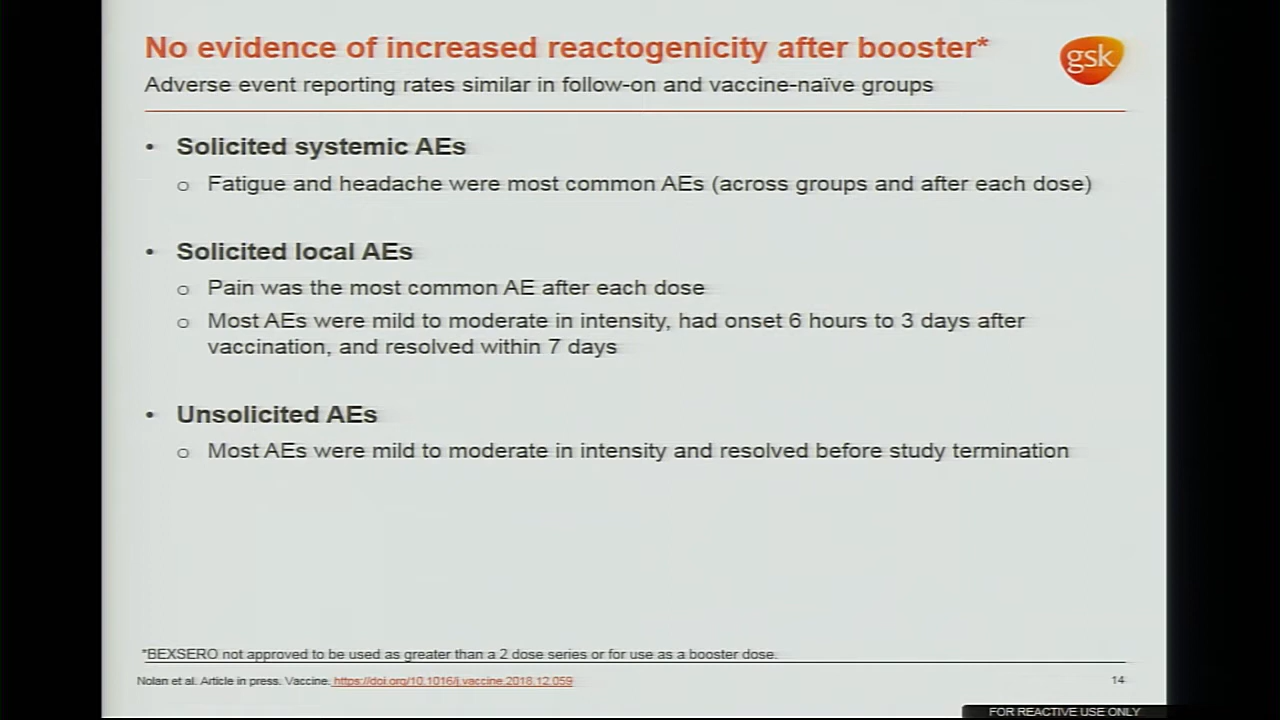 No evidence of increased reactogenicity after booster*
gsk
Adverse event reporting rates similar in follow-on and vaccine-naïve groups
• Solicited systemic AEs
o Fatigue and headache were most common AEs (across groups and after each dose)
• Solicited local AEs
o Pain was the most common AE after each dose
o Most AEs were mild to moderate in intensity, had onset 6 hours to 3 days after
vaccination, and resolved within 7 days
• Unsolicited AEs
o Most AEs were mild to moderate in intensity and resolved before study termination
*BEXSERO not approved to be used as greater than a 2 dose series or for use as a booster dose.
Nolan et al. Article in press. Vaccine. https://doi.org/10.1016/j.vaccine.2018.12.059
14
FOR REACTIVE USE ONLY